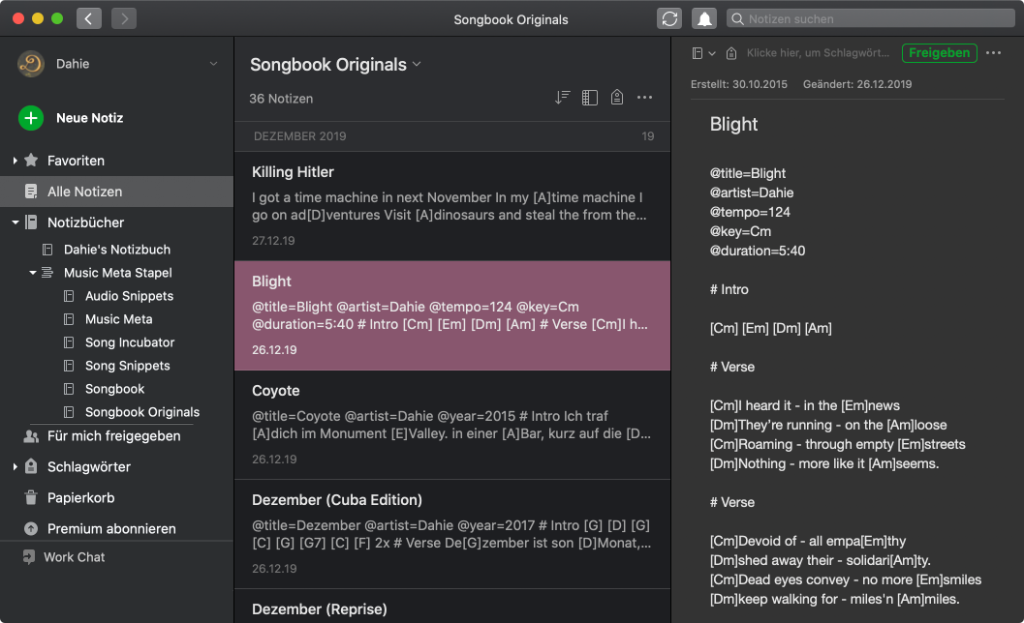 Songbook Originals
Notizen suchen
Dahie
Neue Notiz
Favoriten
Alle Notizen
Notizbücher
Dahie's Notizbuch
Music Meta Stapel
Audio Snippets
Music Meta
Song Incubator
Song Snippets
Songbook
Songbook Originals
Für mich freigegeben
Schlagwörter
Papierkorb
Premium abonnieren
Work Chat
Songbook Originals
36 Notizen
DEZEMBER 2019 19
Killing Hitler
I got a time machine in next November In my [A]time machine I
go on ad[D]ventures Visit [A]dinosaurs and steal the from the...
27.12.19
Blight
@title=Blight @artist=Dahie @tempo=124 @key=Cm
@duration=5:40 # Intro [Cm] [Em] [Dm] [Am] # Verse [Cm]I h...
26.12.19
Coyote
@title=Coyote @artist=Dahie @year=2015 # Intro Ich traf
[A]dich im Monument [E]Valley. in einer [A]Bar, kurz auf die [D...
26.12.19
Dezember (Cuba Edition)
@title=Dezember @artist=Dahie @year=2017 # Intro [G] [D] [G]
[C] [G] [G7] [C] [F] 2x # Verse De[G]zember ist son [D]Monat,...
26.12.19
Dezember (Reprise)
Klicke hier, um Schlagwört...
Freigeben
Erstellt: 30.10.2015 Geändert: 26.12.2019
Blight
@title=Blight
@artist=Dahie
@tempo=124
@key=Cm
@duration=5:40
# Intro
[Cm] [Em] [Dm] [Am]
# Verse
[Cm]I heard it - in the [Em]news
[Dm]They're running - on the [Am]loose
[Cm]Roaming - through empty [Em]streets
[Dm]Nothing - more like it [Am]seems.
# Verse
[Cm]Devoid of - all empa[Em]thy
[Dm]shed away their - solidari[Am]ty.
[Cm]Dead eyes convey - no more [Em]smiles
[Dm]keep walking for - miles'n [Am]miles.